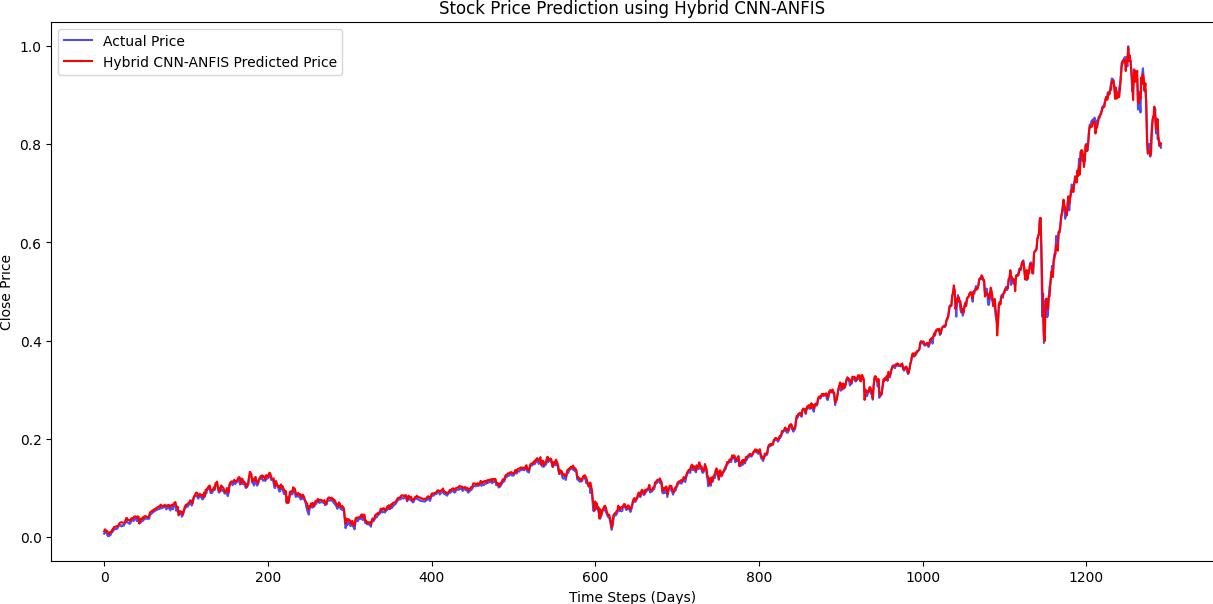 Stock Price Prediction using Hybrid CNN-ANFIS
Actual Price
Hybrid CNN-ANFIS Predicted Price
Close Price
1.0
0.8
0.6
0.4
0.2
0.0
0 200 400 600 800 1000 1200
Time Steps (Days)